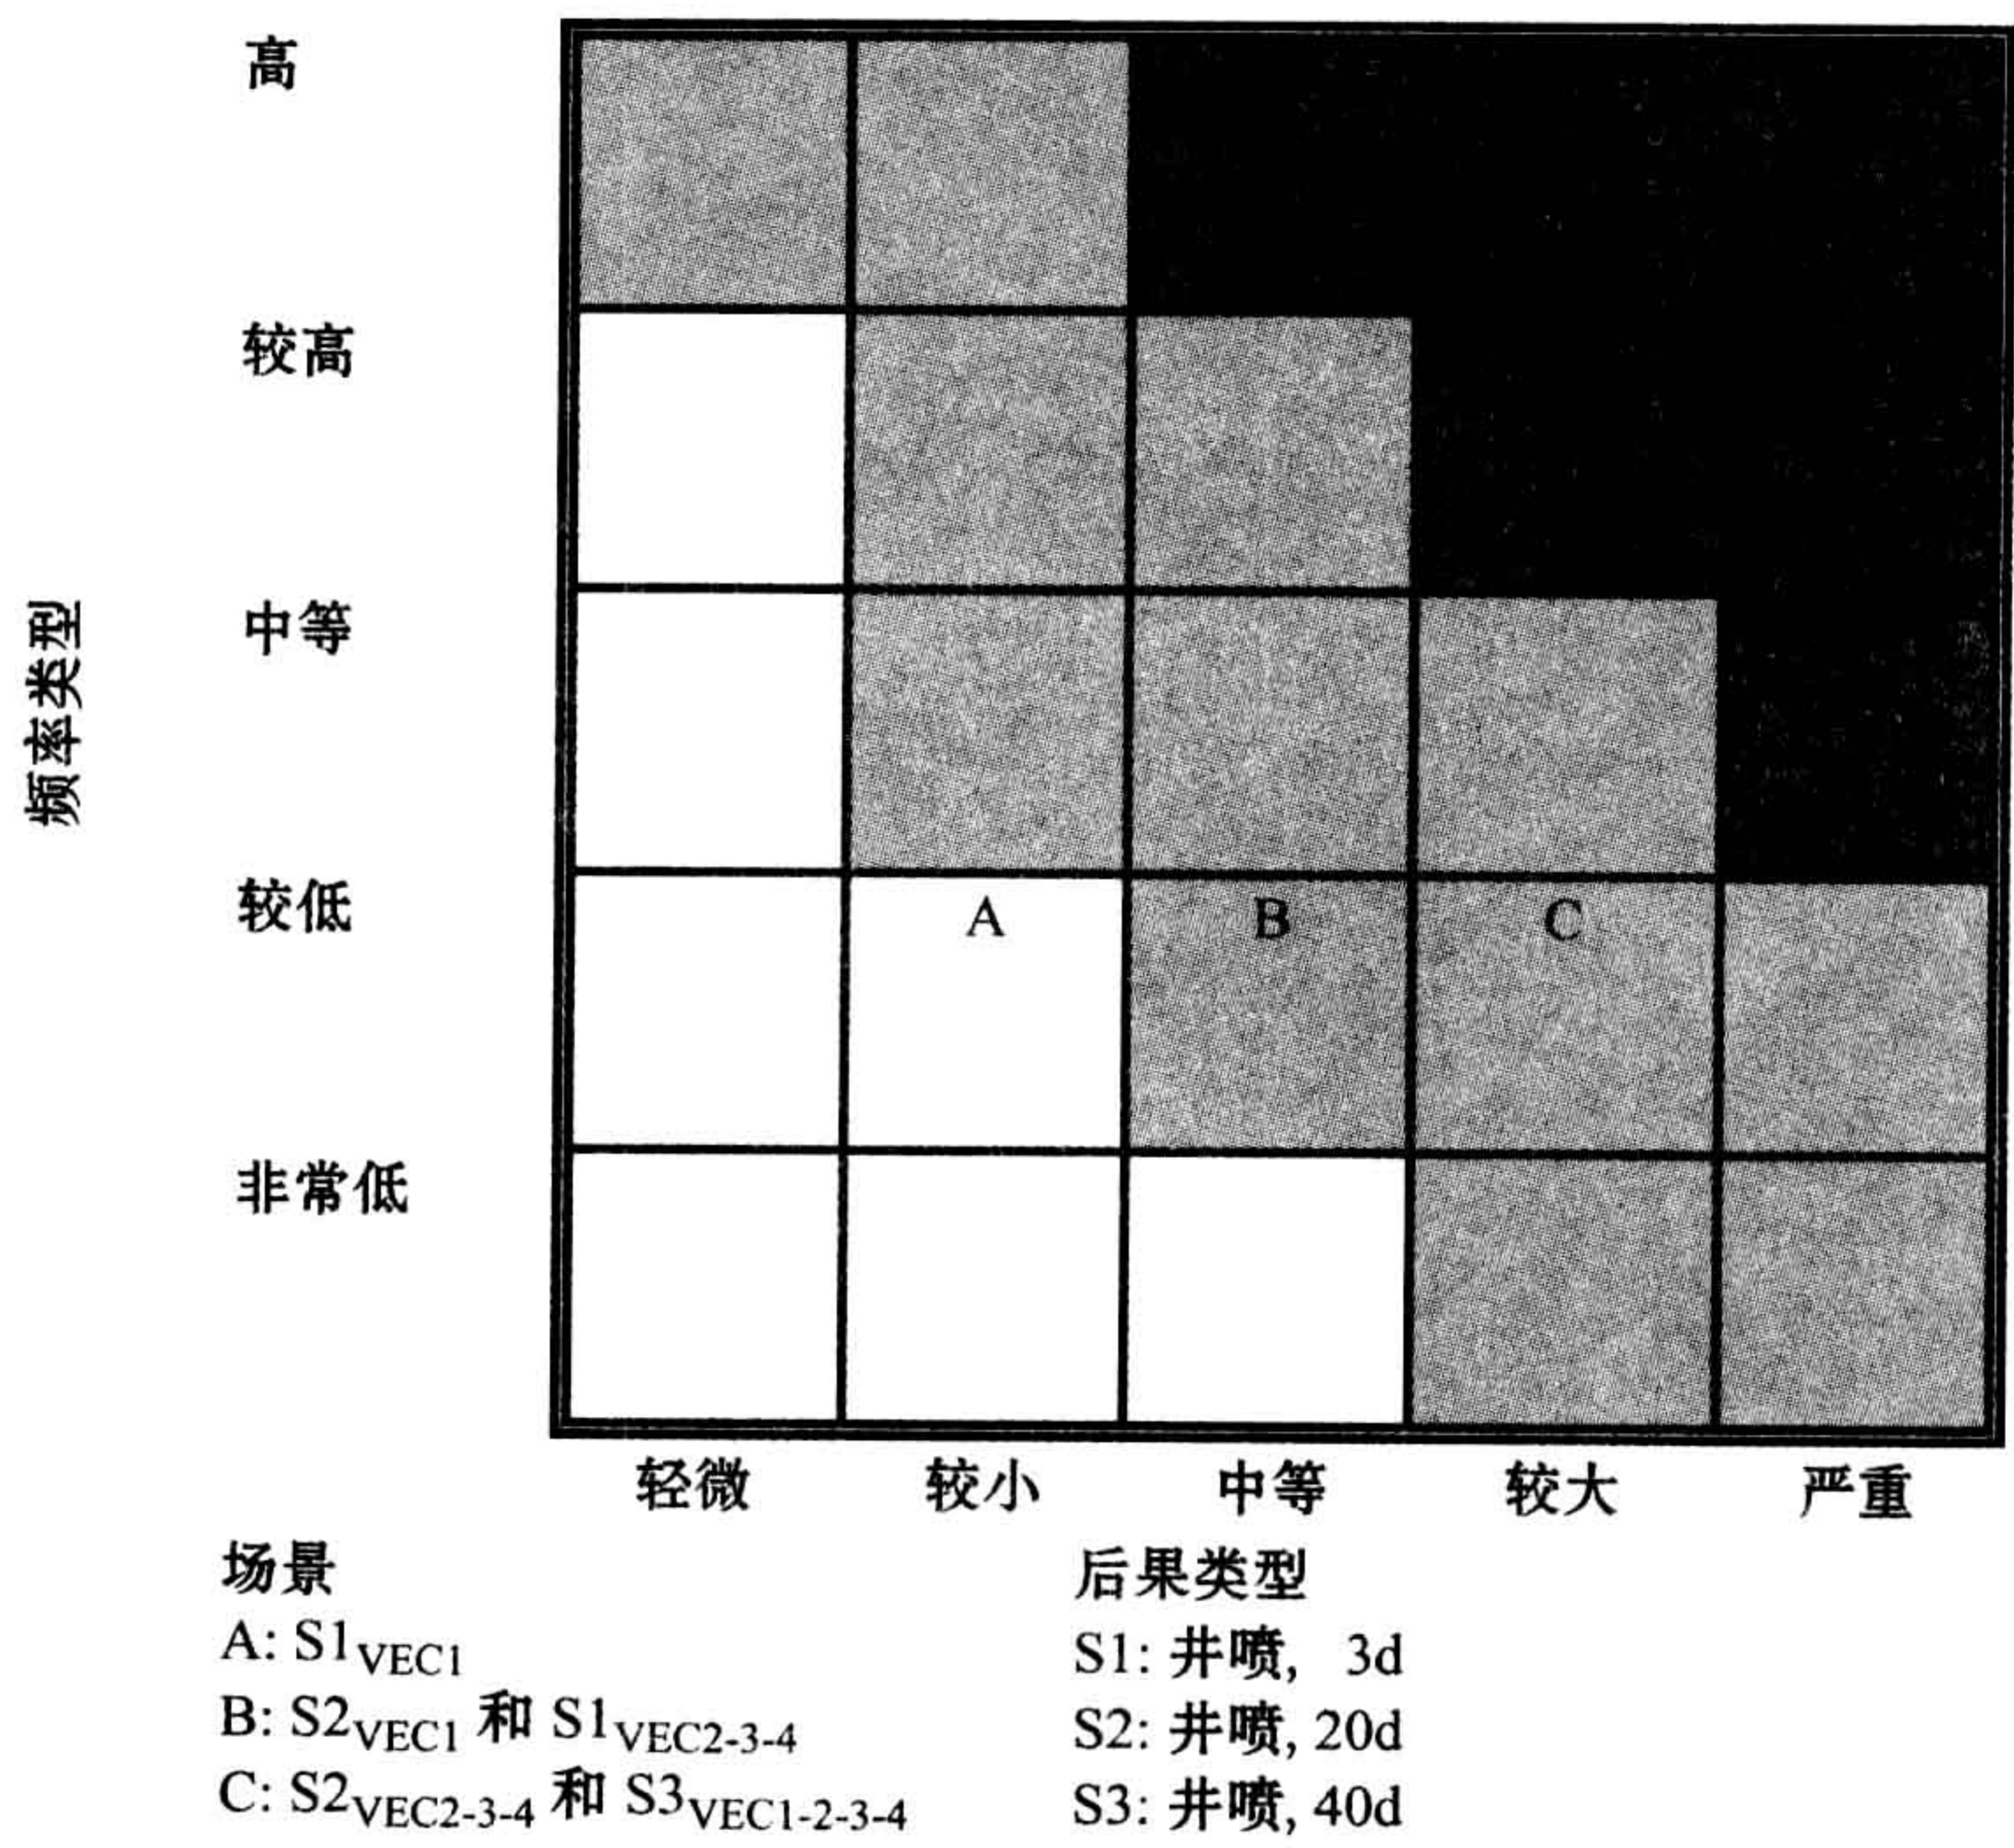 高
较高
频率类型
中等
较低
A B C
非常低
轻微 较小 中等 较大 严重
场景
A: S1VEC1
B: S2VEC1 和 S1VEC2-3-4
C: S2VEC2-3-4 和 S3VEC1-2-3-4
后果类型
S1: 井喷, 3d
S2: 井喷, 20d
S3: 井喷, 40d